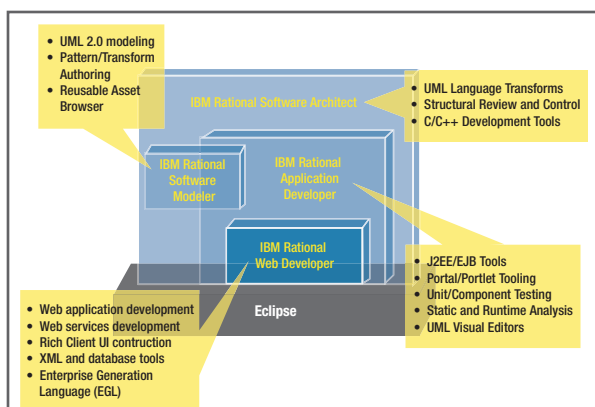 • UML 2.0 modeling
• Pattern/Transform
Authoring
• Reusable Asset
Browser
IBM Rational Software Architect
• UML Language Transforms
• Structural Review and Control
• C/C++ Development Tools
IBM Rational
Software
Modeler
IBM Rational
Application
Developer
IBM Rational
Web Developer
• J2EE/EJB Tools
• Portal/Portlet Tooling
• Unit/Component Testing
• Static and Runtime Analysis
• UML Visual Editors
Eclipse
• Web application development
• Web services development
• Rich Client UI contruction
• XML and database tools
• Enterprise Generation
Language (EGL)